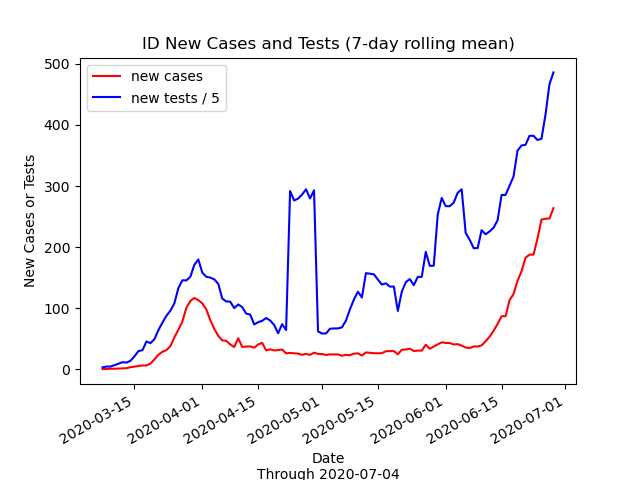 ID New Cases and Tests (7-day rolling mean)
new cases
new tests / 5
500
400
300
200
100
0
New Cases or Tests
2020-03-15
2020-04-01
2020-04-15
2020-05-01
2020-05-15
2020-06-01
2020-06-15
2020-07-01
Date
Through 2020-07-04